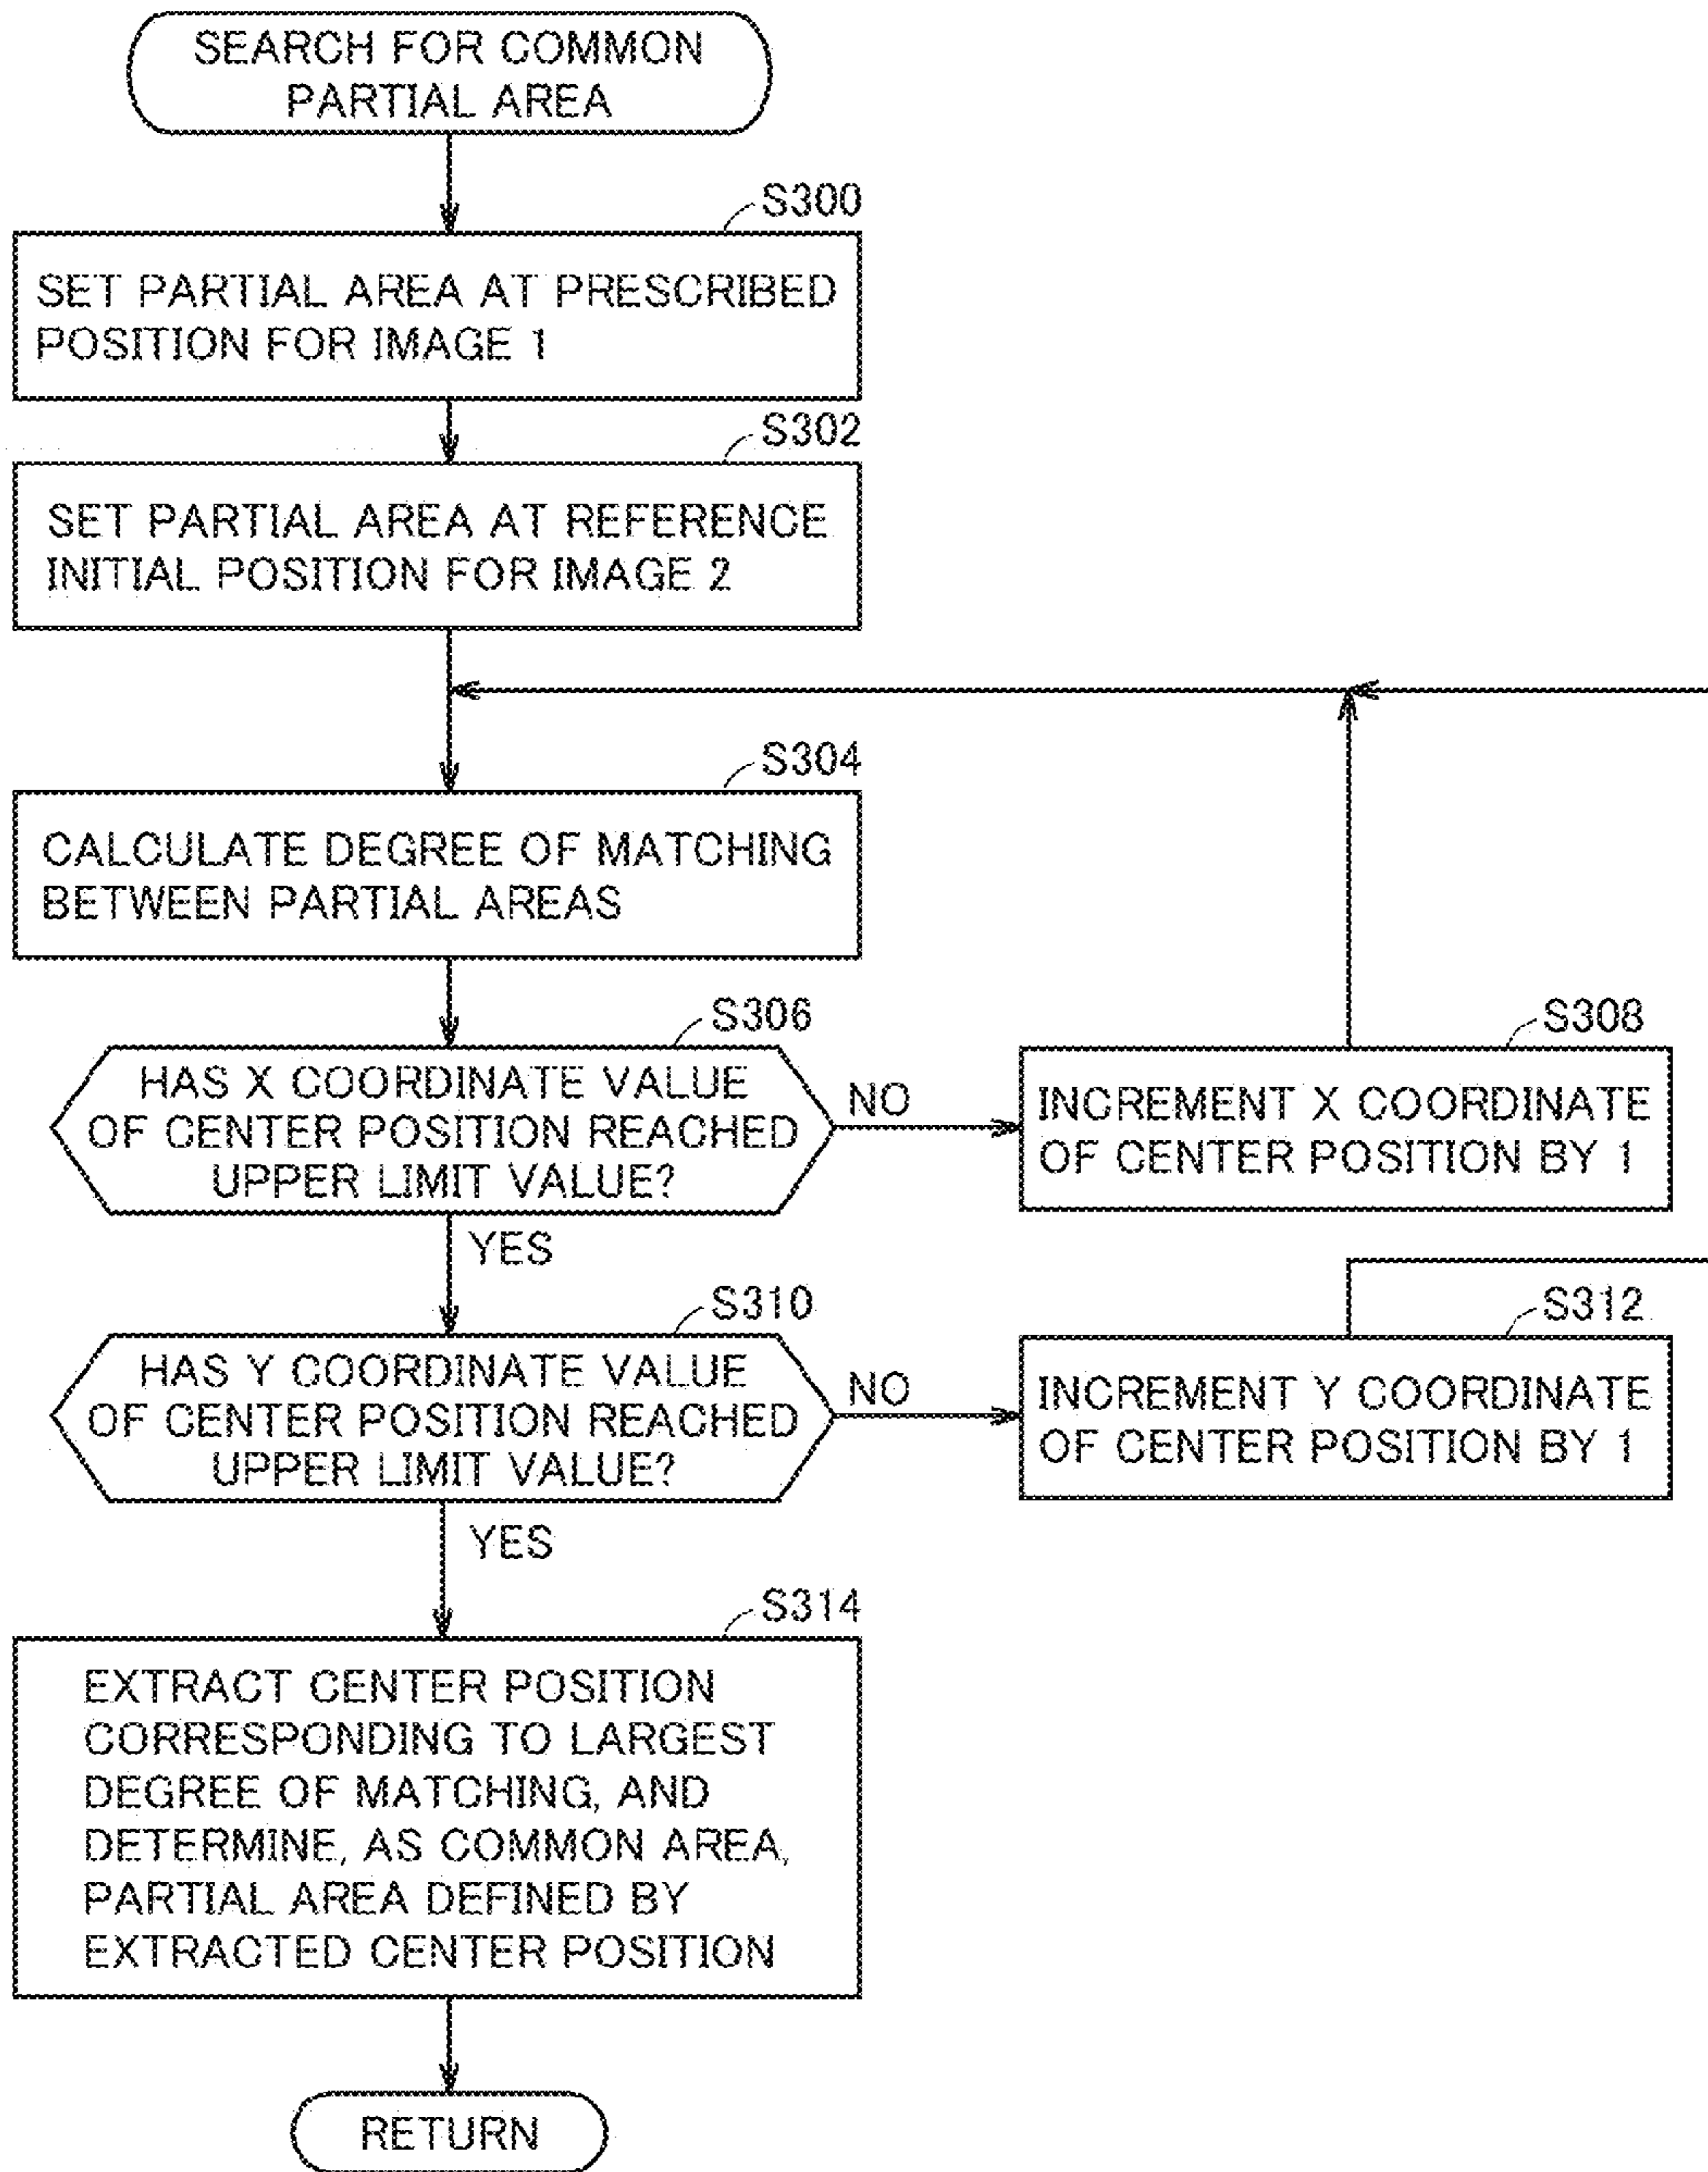 SEARCH FOR COMMON
PARTIAL AREA
S300
SET PARTIAL AREA AT PRESCRIBED
POSITION FOR IMAGE 1
S302
SET PARTIAL AREA AT REFERENCE
INITIAL POSITION FOR IMAGE 2
S304
CALCULATE DEGREE OF MATCHING
BETWEEN PARTIAL AREAS
S306
HAS X COORDINATE VALUE
OF CENTER POSITION REACHED
UPPER LIMIT VALUE?
NO
S308
INCREMENT X COORDINATE
OF CENTER POSITION BY 1
YES
S310
HAS Y COORDINATE VALUE
OF CENTER POSITION REACHED
UPPER LIMIT VALUE?
NO
S312
INCREMENT Y COORDINATE
OF CENTER POSITION BY 1
YES
S314
EXTRACT CENTER POSITION
CORRESPONDING TO LARGEST
DEGREE OF MATCHING, AND
DETERMINE, AS COMMON AREA,
PARTIAL AREA DEFINED BY
EXTRACTED CENTER POSITION
RETURN